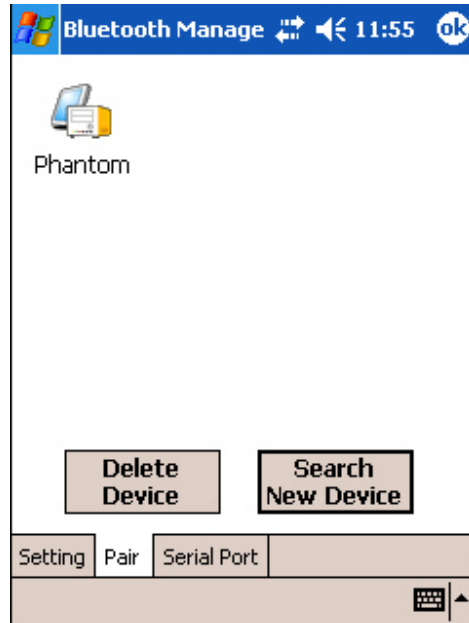 Bluetooth Manage 11:55 ok
Phantom
Delete
Device
Search
New Device
Setting Pair Serial Port